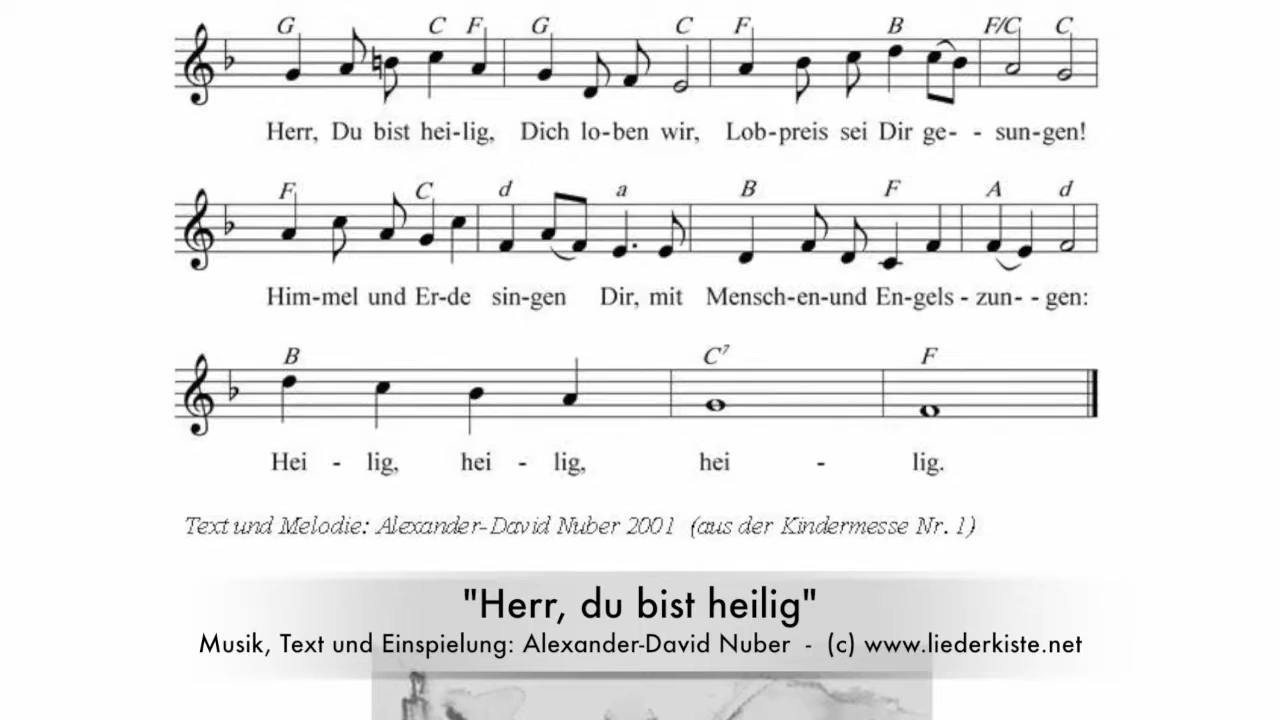 G C F G C F B F/C C
Herr, Du bist hei-lig, Dich lo-ben wir, Lob-preis sei Dir ge- - sun-gen!
F C d a B F A d
Him-mel und Er-de sin-gen Dir, mit Mensch-en-und En-gels - zun- - gen:
B C7 F
Hei - lig, hei - lig, hei - lig.
Text und Melodie: Alexander-David Nuber 2001 (aus der Kindermesse Nr. 1)
"Herr, du bist heilig"
Musik, Text und Einspielung: Alexander-David Nuber - (c) www.liederkiste.net